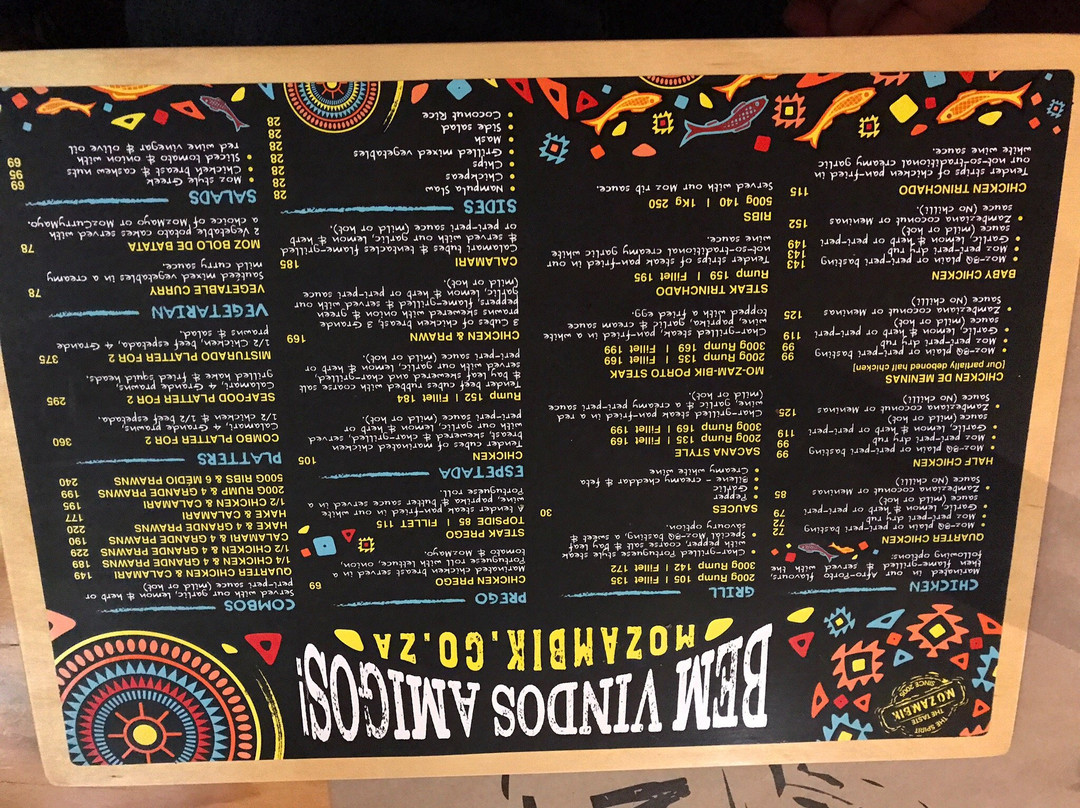 THE SPIRIT
THE TASTE
MOZAMBIK
SINCE 2005
BEM VINDOS AMIGOS!
MOZAMBIK.CO.ZA
CHICKEN
Marinated in our Afro-Porto flavours,
then flame-grilled & served with the
following options:
QUARTER CHICKEN
• Moz-BQ plain or peri-peri basting 72
• Moz peri-peri dry rub 72
• Garlic, lemon & herb or peri-peri 79
sauce (mild or hot)
• Zambeziana coconut or Meninas 85
sauce (No chilli)
HALF CHICKEN
• Moz-BQ plain or peri-peri basting 99
• Moz peri-peri dry rub 99
• Garlic, lemon & herb or peri-peri 119
sauce (mild or hot)
• Zambeziana coconut or Meninas 125
sauce (No chilli)
CHICKEN DE MENINAS
[Our partially deboned half chicken]
• Moz-BQ plain or peri-peri basting 99
• Moz peri-peri dry rub 99
• Garlic, lemon & herb or peri-peri 119
sauce (mild or hot)
• Zambeziana coconut or Meninas 125
sauce (No chilli)
BABY CHICKEN
• Moz-BQ plain or peri-peri basting 143
• Moz peri-peri dry rub 143
• Garlic, lemon & herb or peri-peri 149
sauce (mild or hot)
• Zambeziana coconut or Meninas 152
sauce (No chilli)
CHICKEN TRINCHADO 115
Tender strips of chicken pan-fried in
our not-so-traditional creamy garlic
white wine sauce.
GRILL
200g Rump 105 | Fillet 135
300g Rump 142 | Fillet 172
• Char-grilled Portuguese style steak
with pepper, coarse salt & bay leaf
• Special Moz-BQ basting, a sweet &
savoury option.
SAUCES 30
• Pepper
• Garlic
• Bilene - creamy cheddar & feta
• Creamy white wine
SACANA STYLE
200g Rump 135 | Fillet 169
300g Rump 169 | Fillet 199
Char-grilled steak pan-fried in a red
wine, garlic & a creamy peri peri sauce
(mild or hot).
MO-ZAM-BIK PORTO STEAK
200g Rump 135 | Fillet 169
300g Rump 169 | Fillet 199
Char-grilled steak, pan-fried in a white
wine, paprika, garlic & cream sauce
topped with a fried egg.
STEAK TRINCHADO
Rump 159 | Fillet 195
Tender strips of steak pan-fried in our
not-so-traditional creamy garlic white
wine sauce.
RIBS
500g 140 | 1Kg 250
Served with our Moz rib sauce.
PREGO
CHICKEN PREGO 69
Marinated chicken breast served in a
Portuguese roll with lettuce, onion,
tomato & MozMayo.
STEAK PREGO
TOPSIDE 85 | FILLET 115
A tender steak, pan-fried in our white
wine, paprika & butter sauce served in a
Portuguese roll.
ESPETADA
CHICKEN 105
Tender cubes of marinated chicken
breast, skewered & char-grilled, served
with our garlic, lemon & herb or
peri-peri sauce (mild or hot).
Rump 152 | Fillet 184
Tender beef cubes rubbed with coarse salt
& bay leaf skewered and char-grilled,
served with our garlic, lemon & herb or
peri-peri sauce (mild or hot).
CHICKEN & PRAWN 169
3 cubes of chicken breast, 3 Grande
prawns skewered with onion & green
peppers, flame-grilled & served with our
garlic, lemon & herb or peri-peri sauce
(mild or hot).
CALAMARI 185
Calamari tubes & tentacles flame-grilled
& served with our garlic, lemon & herb
or peri-peri sauce (mild or hot).
SIDES
• Nampula Slaw 28
• Chickpeas 28
• Chips 28
• Grilled mixed vegetables 28
• Mash 28
• Side salad 28
• Coconut Rice 28
COMBOS
Served with our garlic, lemon & herb or
peri-peri sauce (mild or hot)
QUARTER CHICKEN & CALAMARI 149
1/4 CHICKEN & 4 GRANDE PRAWNS 189
1/2 CHICKEN & 4 GRANDE PRAWNS 229
CALAMARI & 4 GRANDE PRAWNS 190
HAKE & 4 GRANDE PRAWNS 220
HAKE & CALAMARI 177
1/2 CHICKEN & CALAMARI 195
200G RUMP & 4 GRANDE PRAWNS 199
500G RIBS & 6 MEDIO PRAWNS 240
PLATTERS
COMBO PLATTER FOR 2 360
Calamari, 4 Grande prawns,
1/2 chicken & 1/2 beef espetada.
SEAFOOD PLATTER FOR 2 295
Calamari, 4 Grande prawns,
grilled hake & fried squid heads.
MISTURADO PLATTER FOR 2 375
1/2 Chicken, beef espetada, 4 Grande
prawns & salad.
VEGETARIAN
VEGETABLE CURRY 78
Sautéed mixed vegetables in a creamy
mild curry sauce.
MOZ BOLO DE BATATA 78
2 Vegetable potato cakes served with
a choice of MozMayo or MozCurryMayo.
SALADS
• Moz style Greek 69
• Chicken breast & cashew nuts 95
• Sliced tomato & onion with 69
red wine vinegar & olive oil